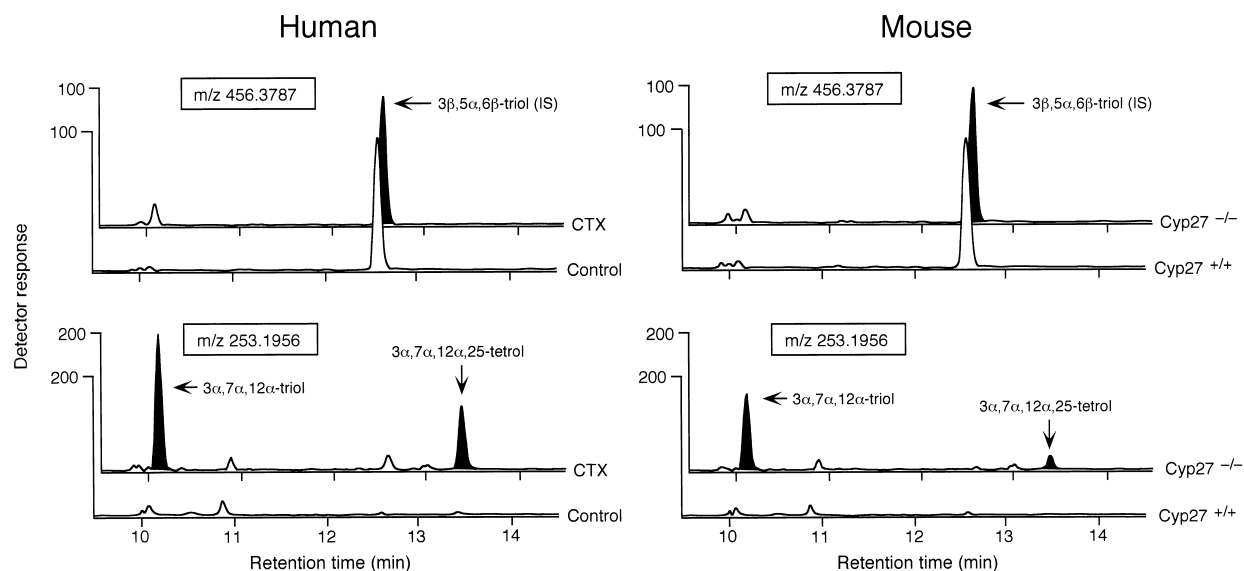 Human
Mouse
Detector response
100
100
m/z 456.3787
3β,5α,6β-triol (IS)
CTX
Control
100
100
m/z 456.3787
3β,5α,6β-triol (IS)
Cyp27 −/−
Cyp27 +/+
200
200
m/z 253.1956
3α,7α,12α-triol
3α,7α,12α,25-tetrol
CTX
Control
10 11 12 13 14
Retention time (min)
200
200
m/z 253.1956
3α,7α,12α-triol
3α,7α,12α,25-tetrol
Cyp27 −/−
Cyp27 +/+
10 11 12 13 14
Retention time (min)